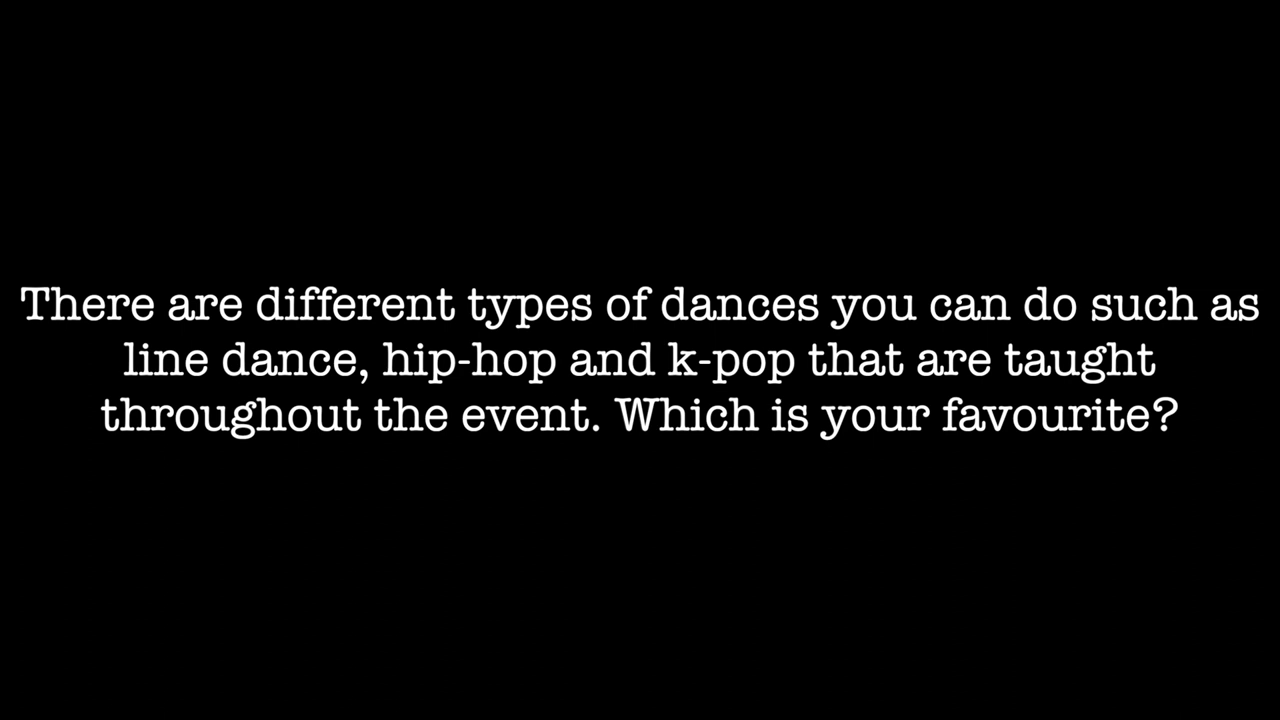 There are different types of dances you can do such as
line dance, hip-hop and k-pop that are taught
throughout the event. Which is your favourite?